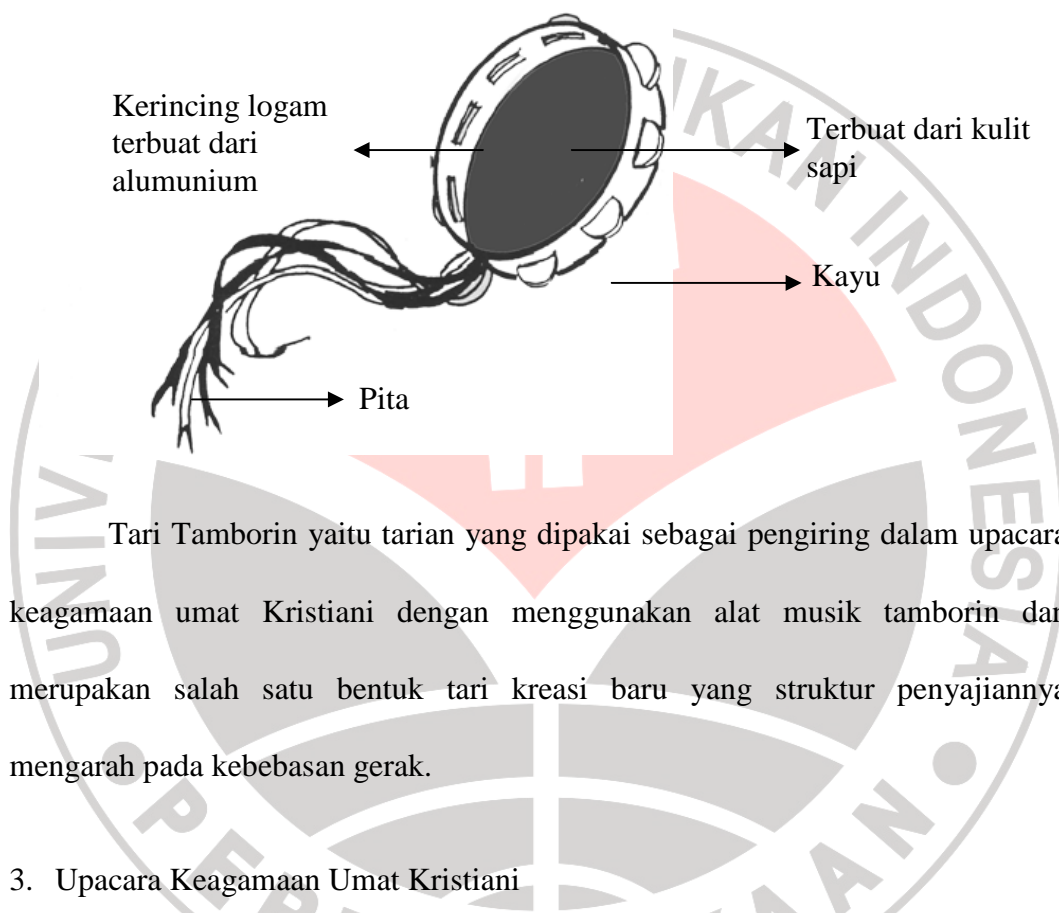 Kerincing logam
terbuat dari
alumunium
Terbuat dari kulit
sapi
Kayu
Pita
Tari Tamborin yaitu tarian yang dipakai sebagai pengiring dalam upacara
keagamaan umat Kristiani dengan menggunakan alat musik tamborin dan
merupakan salah satu bentuk tari kreasi baru yang struktur penyajiannya
mengarah pada kebebasan gerak.
3. Upacara Keagamaan Umat Kristiani
INDONESIA